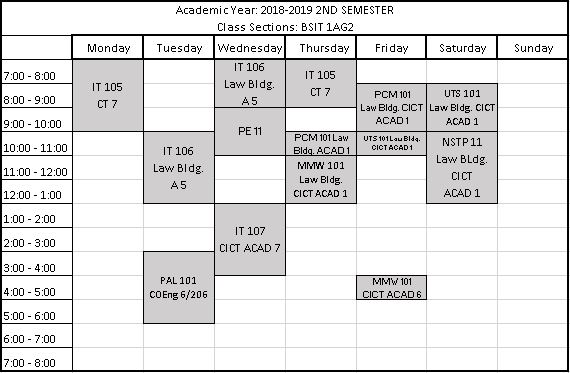 Academic Year: 2018-2019 2ND SEMESTER
Class Sections: BSIT 1AG2
Monday Tuesday Wednesday Thursday Friday Saturday Sunday
7:00 - 8:00
8:00 - 9:00
9:00 - 10:00
10:00 - 11:00
11:00 - 12:00
12:00 - 1:00
1:00 - 2:00
2:00 - 3:00
3:00 - 4:00
4:00 - 5:00
5:00 - 6:00
6:00 - 7:00
7:00 - 8:00
IT 105
CT 7
IT 106
Law Bldg.
A 5
PAL 101
COEng 6/206
IT 106
Law Bldg.
A 5
PE 11
IT 107
CICT ACAD 7
IT 105
CT 7
PCM 101 Law
Bldg. ACAD 1
MMW 101
Law Bldg.
CICT ACAD 1
PCM 101
Law Bldg. CICT
ACAD 1
UTS 101 Law Bldg.
CICT ACAD 1
MMW 101
CICT ACAD 6
UTS 101
Law Bldg. CICT
ACAD 1
NSTP 11
Law BLdg.
CICT
ACAD 1